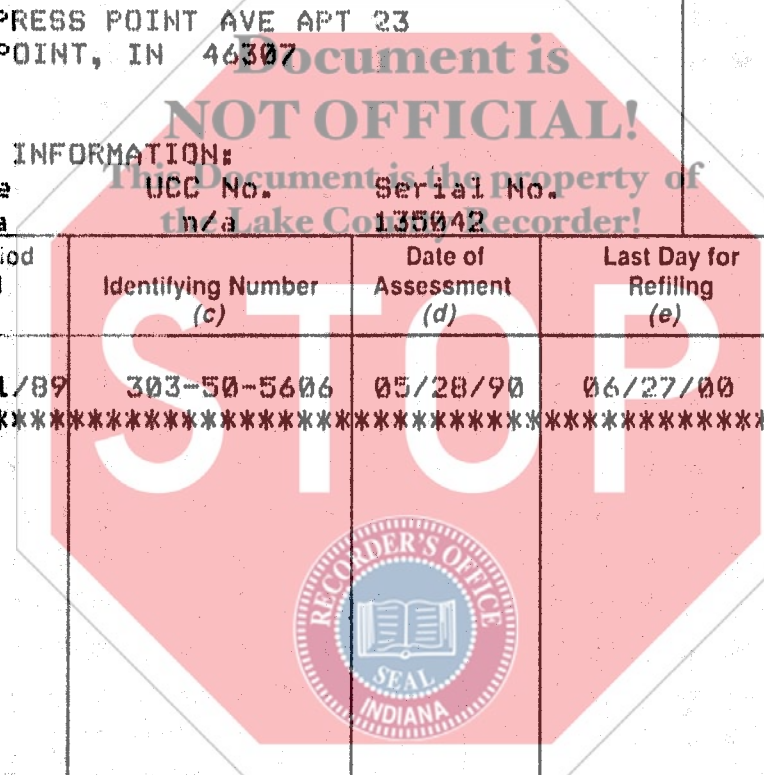 PRESS POINT AVE APT 23
POINT, IN 46307
Document is
NOT OFFICIAL!
INFORMATION:
This Document is the property of
UCC No. Serial No.
the Lake County Recorder!
n/a 135042
Identifying Number
(c)
Date of
Assessment
(d)
Last Day for
Refiling
(e)
1/89 303-50-5606 05/28/90 06/27/00
STOP
RECORDER'S OFFICE
SEAL
INDIANA